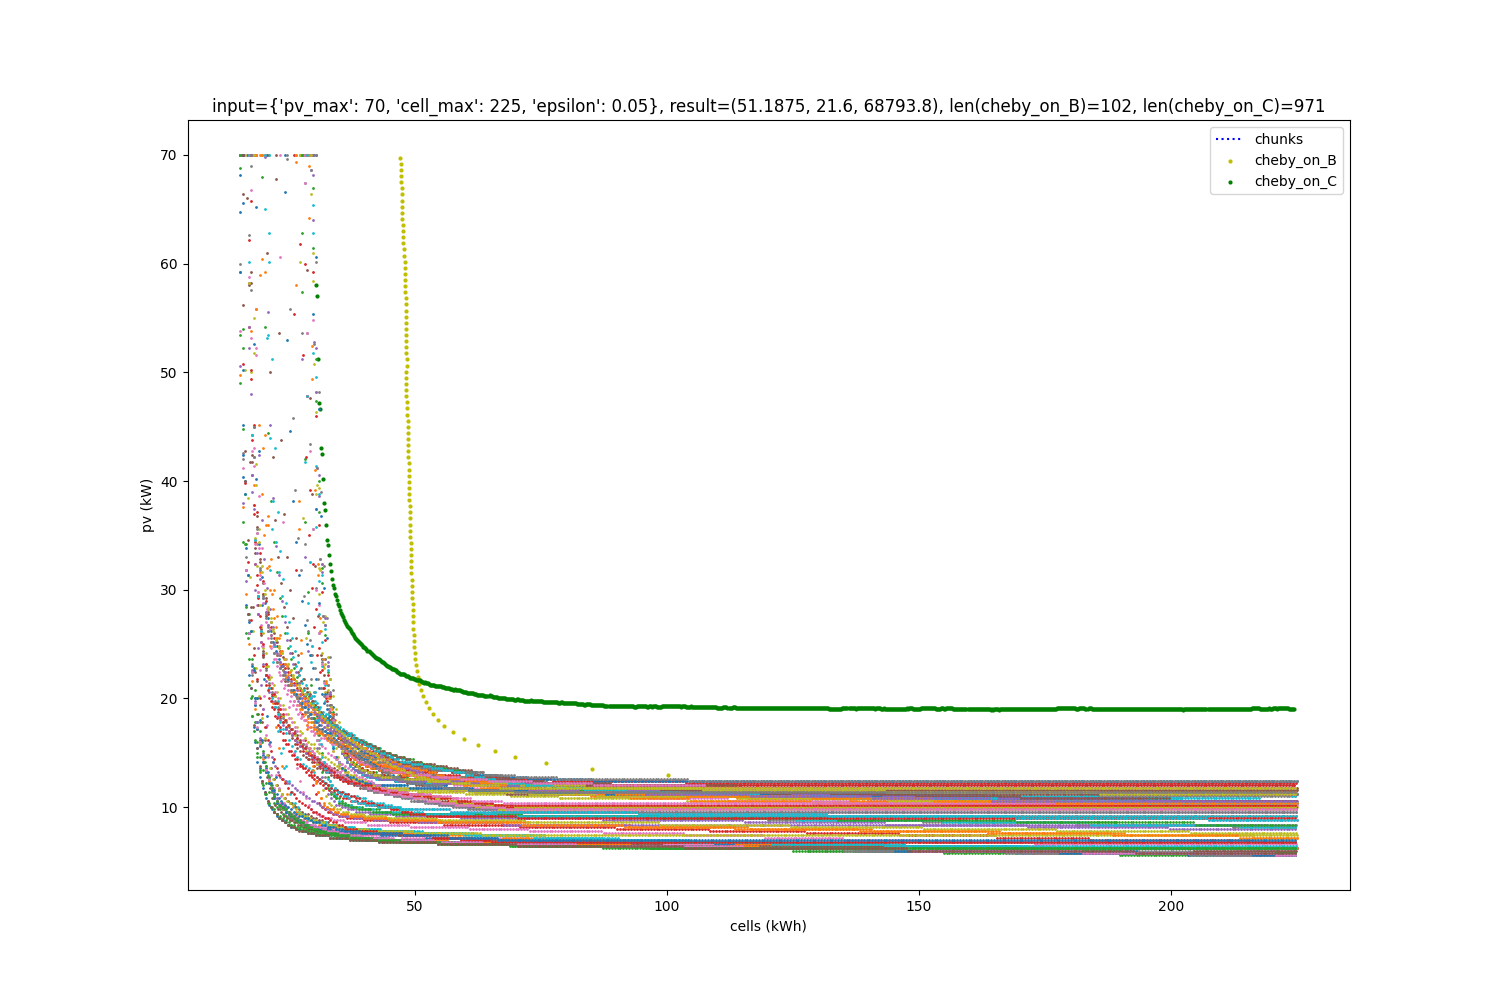 input={'pv_max': 70, 'cell_max': 225, 'epsilon': 0.05}, result=(51.1875, 21.6, 68793.8), len(cheby_on_B)=102, len(cheby_on_C)=971
chunks
cheby_on_B
cheby_on_C
70
60
50
40
30
20
10
pv (kW)
50 100 150 200
cells (kWh)